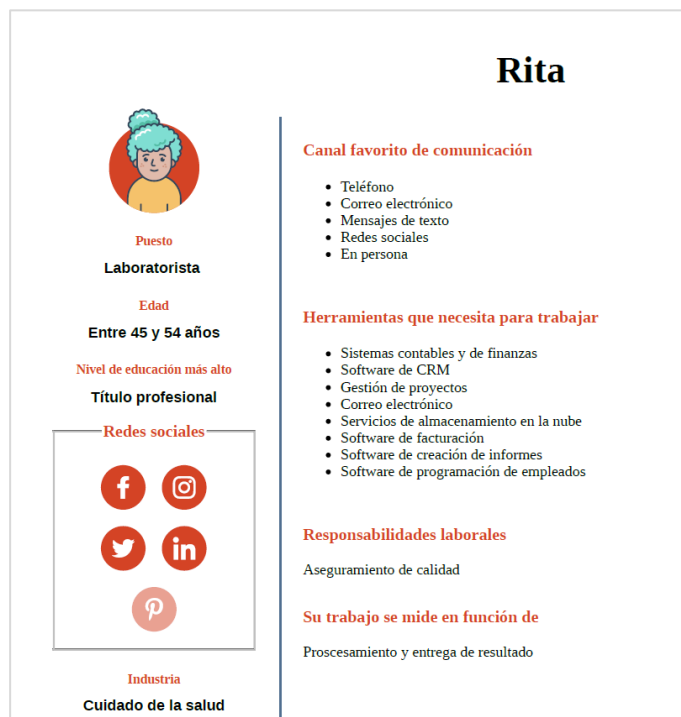 Rita
Puesto
Laboratorista
Edad
Entre 45 y 54 años
Nivel de educación más alto
Título profesional
Redes sociales
Industria
Cuidado de la salud
Canal favorito de comunicación
Teléfono
Correo electrónico
Mensajes de texto
Redes sociales
En persona
Herramientas que necesita para trabajar
Sistemas contables y de finanzas
Software de CRM
Gestión de proyectos
Correo electrónico
Servicios de almacenamiento en la nube
Software de facturación
Software de creación de informes
Software de programación de empleados
Responsabilidades laborales
Aseguramiento de calidad
Su trabajo se mide en función de
Proscesamiento y entrega de resultado